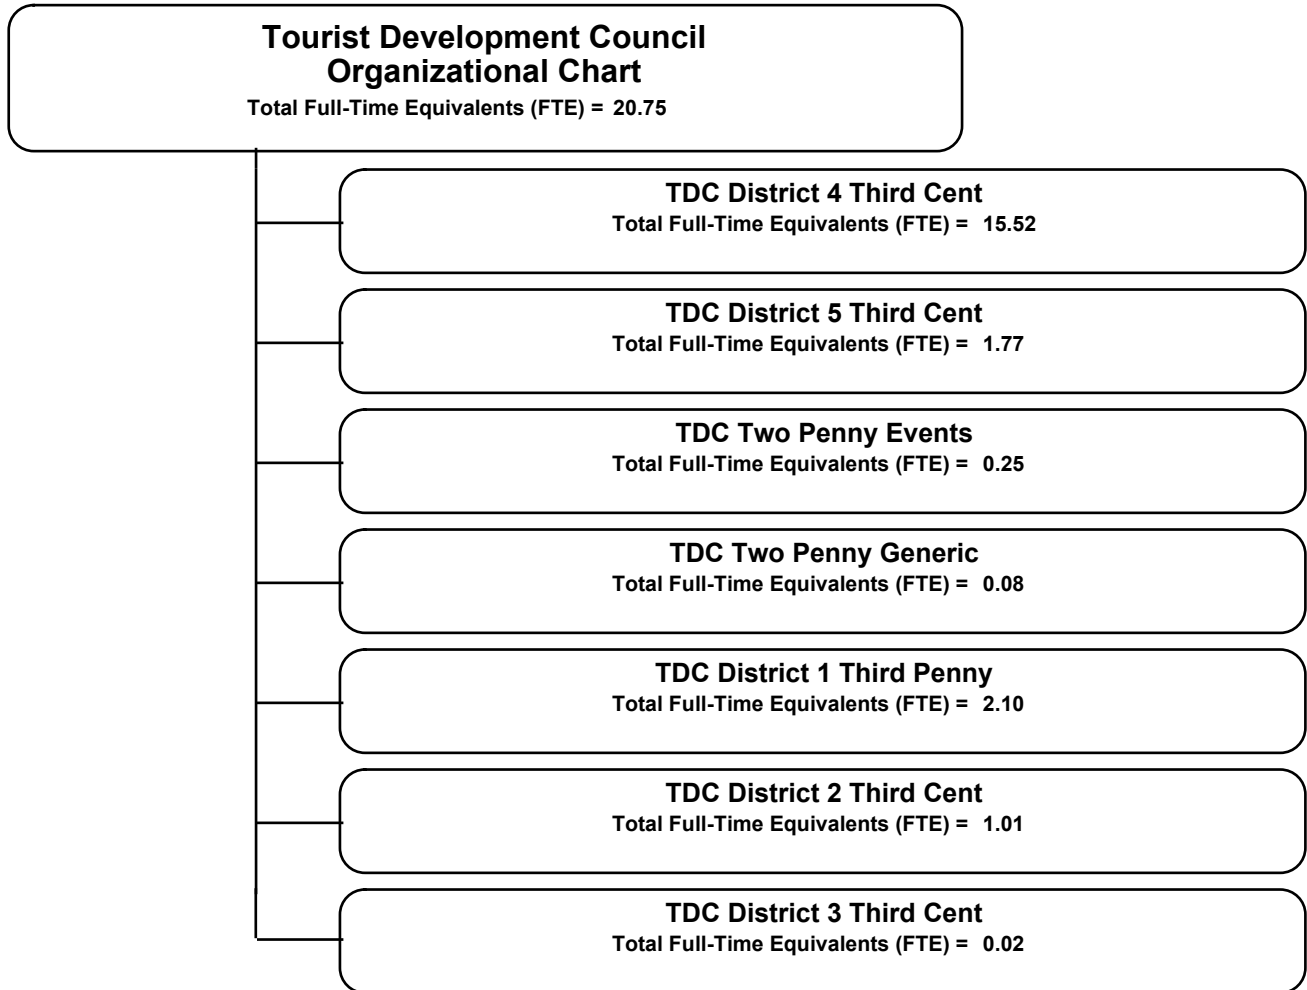 Tourist Development Council
Organizational Chart
Total Full-Time Equivalents (FTE) = 20.75
TDC District 4 Third Cent
Total Full-Time Equivalents (FTE) = 15.52
TDC District 5 Third Cent
Total Full-Time Equivalents (FTE) = 1.77
TDC Two Penny Events
Total Full-Time Equivalents (FTE) = 0.25
TDC Two Penny Generic
Total Full-Time Equivalents (FTE) = 0.08
TDC District 1 Third Penny
Total Full-Time Equivalents (FTE) = 2.10
TDC District 2 Third Cent
Total Full-Time Equivalents (FTE) = 1.01
TDC District 3 Third Cent
Total Full-Time Equivalents (FTE) = 0.02